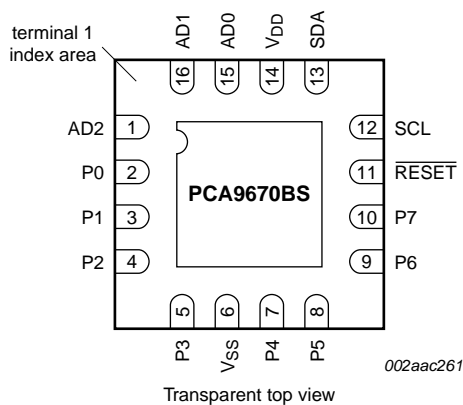 terminal 1
index area
AD1
AD0
VDD
SDA
16
15
14
13
AD2 1
12 SCL
P0 2
11 RESET
PCA9670BS
P1 3
10 P7
P2 4
9 P6
5
6
7
8
P3
VSS
P4
P5
002aac261
Transparent top view